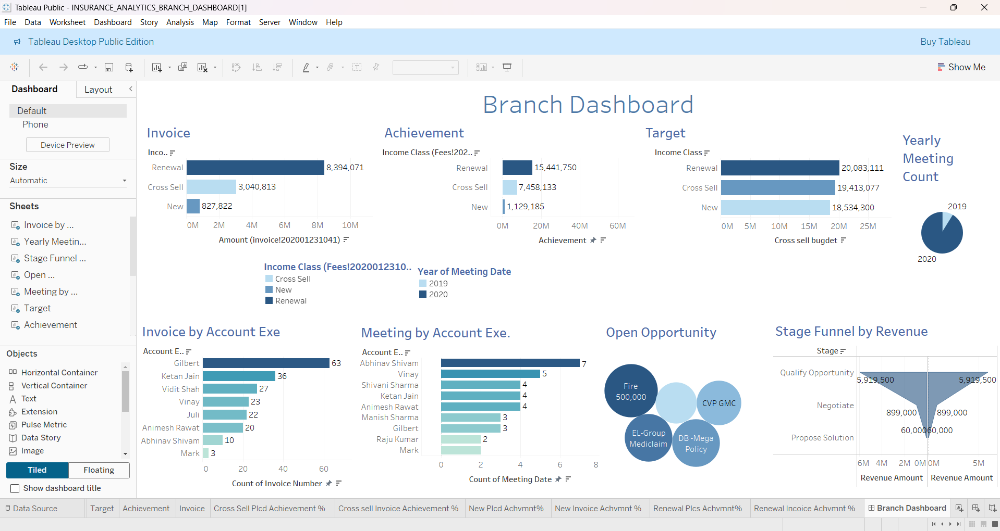 Tableau Public - INSURANCE_ANALYTICS_BRANCH_DASHBOARD[1]
File Data Worksheet Dashboard Story Analysis Map Format Server Window Help
Tableau Desktop Public Edition Buy Tableau
Show Me
Dashboard Layout
Default
Phone
Device Preview
Size
Automatic
Sheets
Invoice by ...
Yearly Meetin...
Stage Funnel ...
Open ...
Meeting by ...
Target
Achievement
Objects
Horizontal Container
Vertical Container
Text
Extension
Pulse Metric
Data Story
Image
Tiled Floating
Show dashboard title
Branch Dashboard
Invoice
Inco..
Renewal 8,394,071
Cross Sell 3,040,813
New 827,822
0M 2M 4M 6M 8M 10M
Amount (invoice!202001231041)
Achievement
Income Class (Fees!202..
Renewal 15,441,750
Cross Sell 7,458,133
New 1,129,185
0M 20M 40M 60M
Achievement
Target
Income Class
Renewal 20,083,111
Cross Sell 19,413,077
New 18,534,300
0M 5M 10M 15M 20M 25M
Cross sell bugdet
Yearly
Meeting
Count
2019
2020
Income Class (Fees!2020012310..
Cross Sell
New
Renewal
Year of Meeting Date
2019
2020
Invoice by Account Exe
Account E..
Gilbert 63
Ketan Jain 36
Vidit Shah 27
Vinay 23
Juli 22
Animesh Rawat 20
Abhinav Shivam 10
Mark 3
0 20 40 60
Count of Invoice Number
Meeting by Account Exe.
Account E..
Abhinav Shivam 7
Vinay 5
Shivani Sharma 4
Ketan Jain 4
Animesh Rawat 4
Manish Sharma 3
Gilbert 3
Raju Kumar 2
Mark
0 2 4 6 8
Count of Meeting Date
Open Opportunity
Fire
500,000
CVP GMC
EL-Group
Mediclaim
DB -Mega
Policy
Stage Funnel by Revenue
Stage
Qualify Opportunity 5,919,500 5,919,500
Negotiate 899,000 899,000
Propose Solution 60,000 60,000
6M 4M 2M 0M 0M 5M
Revenue Amount Revenue Amount
Data Source Target Achievement Invoice Cross Sell Plcd Achievement % Cross sell Invoice Achievement % New Plcd Achvmnt% New Invoice Achvmnt % Renewal Plcs Achvmnt% Renewal Incoice Achvmnt % Branch Dashboard